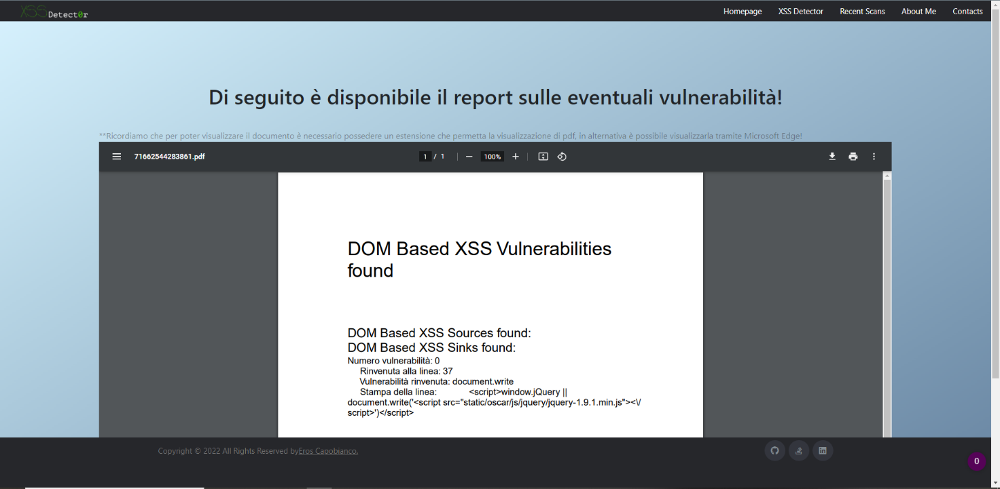 XSSDetect0r
Homepage XSS Detector Recent Scans About Me Contacts
Di seguito è disponibile il report sulle eventuali vulnerabilità!
**Ricordiamo che per poter visualizzare il documento è necessario possedere un estensione che permetta la visualizzazione di pdf, in alternativa è possibile visualizzarla tramite Microsoft Edge!
71662544283861.pdf 1 / 1 100%
DOM Based XSS Vulnerabilities
found
DOM Based XSS Sources found:
DOM Based XSS Sinks found:
Numero vulnerabilità: 0
Rinvenuta alla linea: 37
Vulnerabilità rinvenuta: document.write
Stampa della linea: <script>window.jQuery ||
document.write('<script src="static/oscar/js/jquery/jquery-1.9.1.min.js"><\/
script>')</script>
Copyright © 2022 All Rights Reserved byEros Capobianco.
0